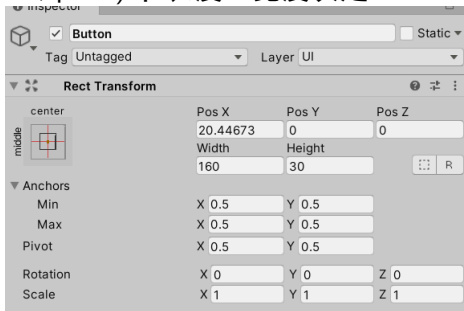 Inspector
Button
Static
Tag Untagged Layer UI
Rect Transform
center
middle
Pos X Pos Y Pos Z
20.44673 0 0
Width Height
160 30
R
Anchors
Min X 0.5 Y 0.5
Max X 0.5 Y 0.5
Pivot X 0.5 Y 0.5
Rotation X 0 Y 0 Z 0
Scale X 1 Y 1 Z 1